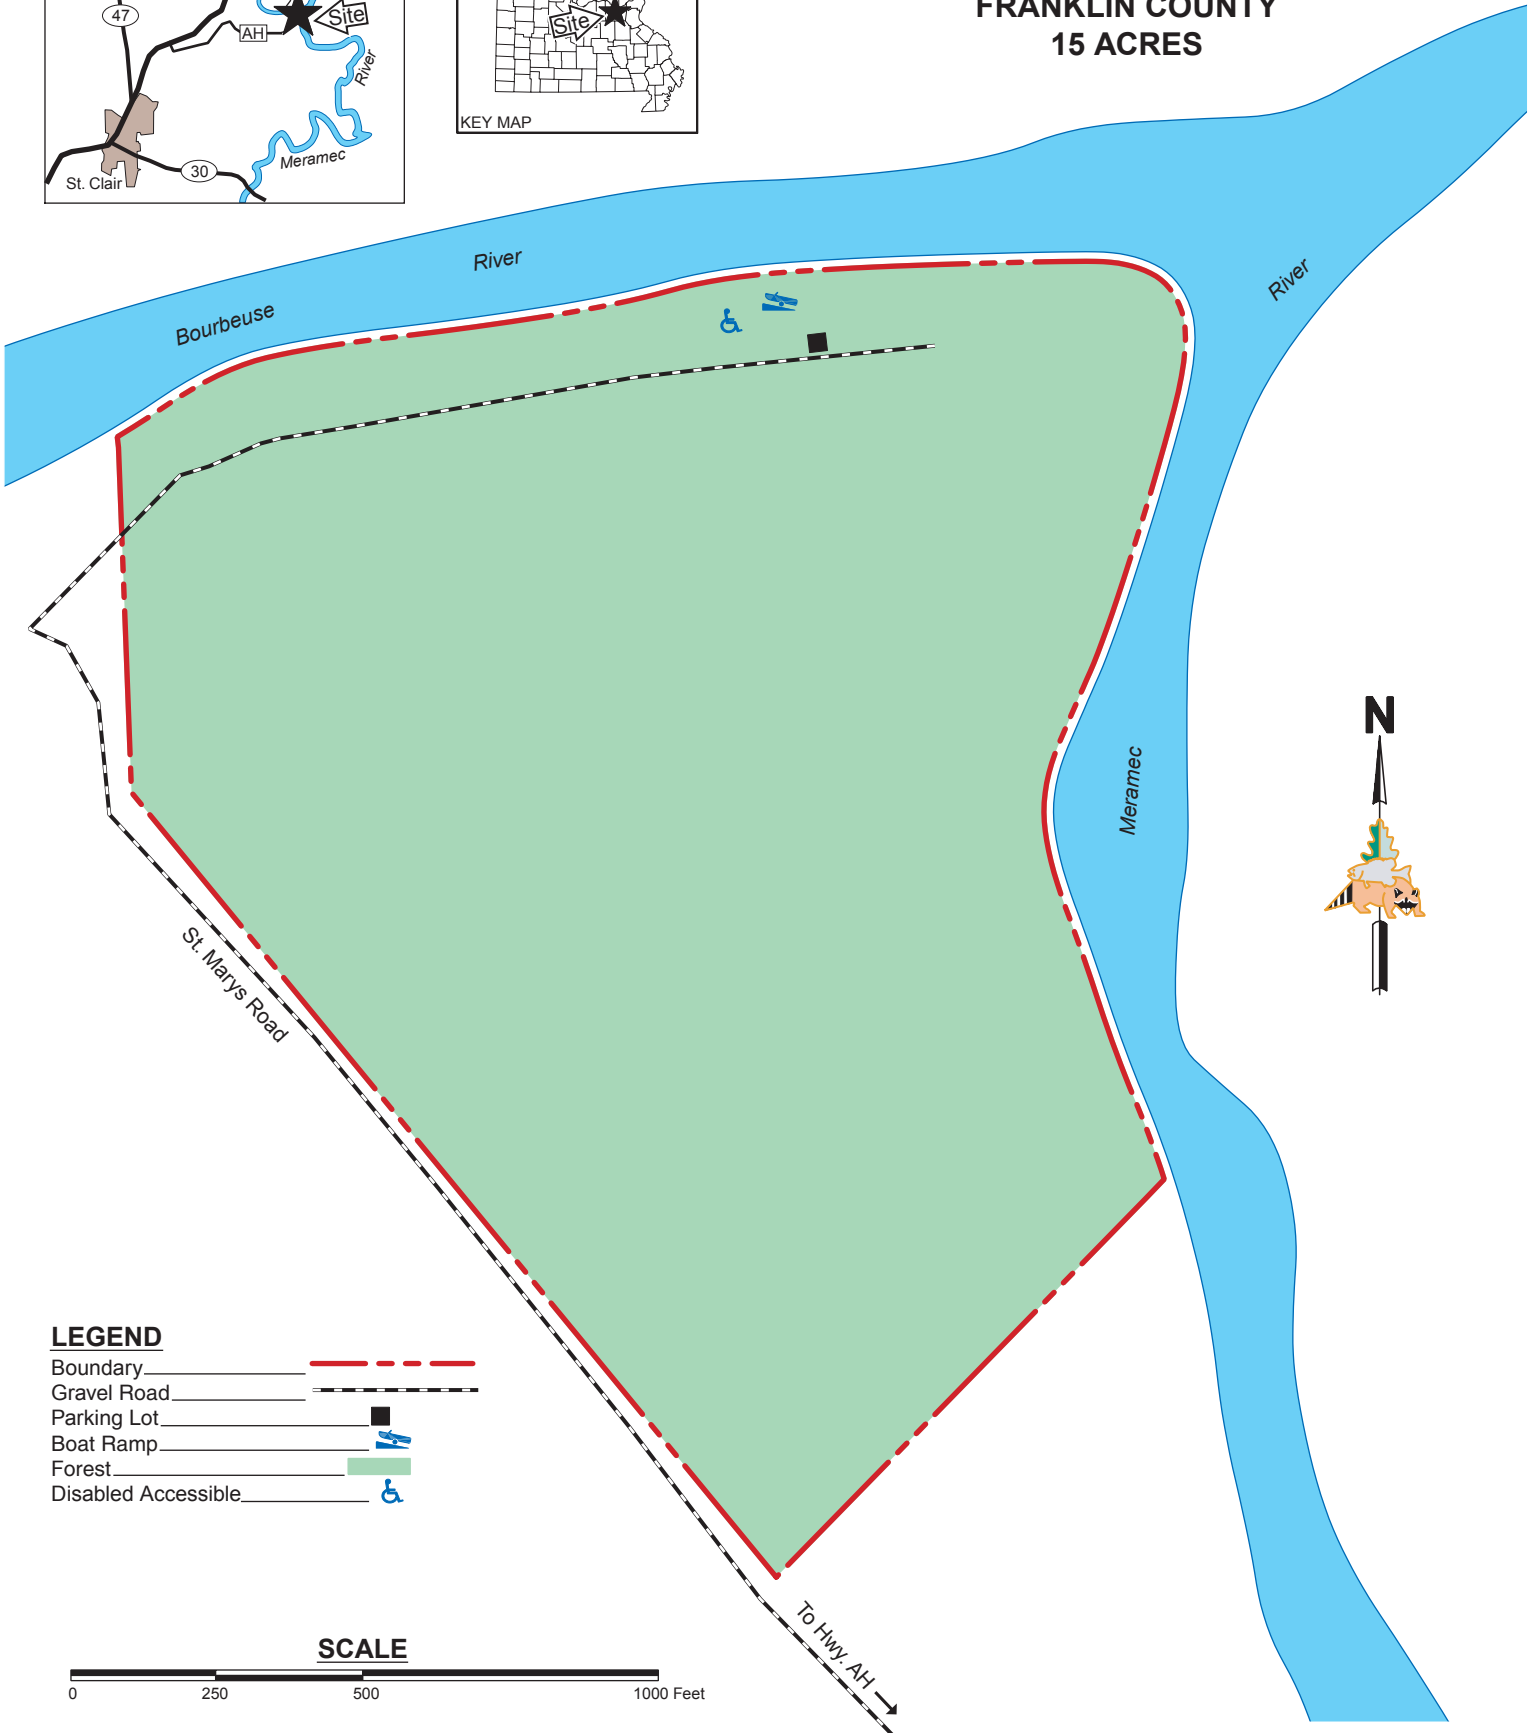 47
AH
Site
River
Meramec
30
St. Clair
Site
KEY MAP
FRANKLIN COUNTY
15 ACRES
River
Bourbeuse
River
Meramec
N
St. Marys Road
To Hwy. AH
LEGEND
Boundary
Gravel Road
Parking Lot
Boat Ramp
Forest
Disabled Accessible
SCALE
0 250 500 1000 Feet